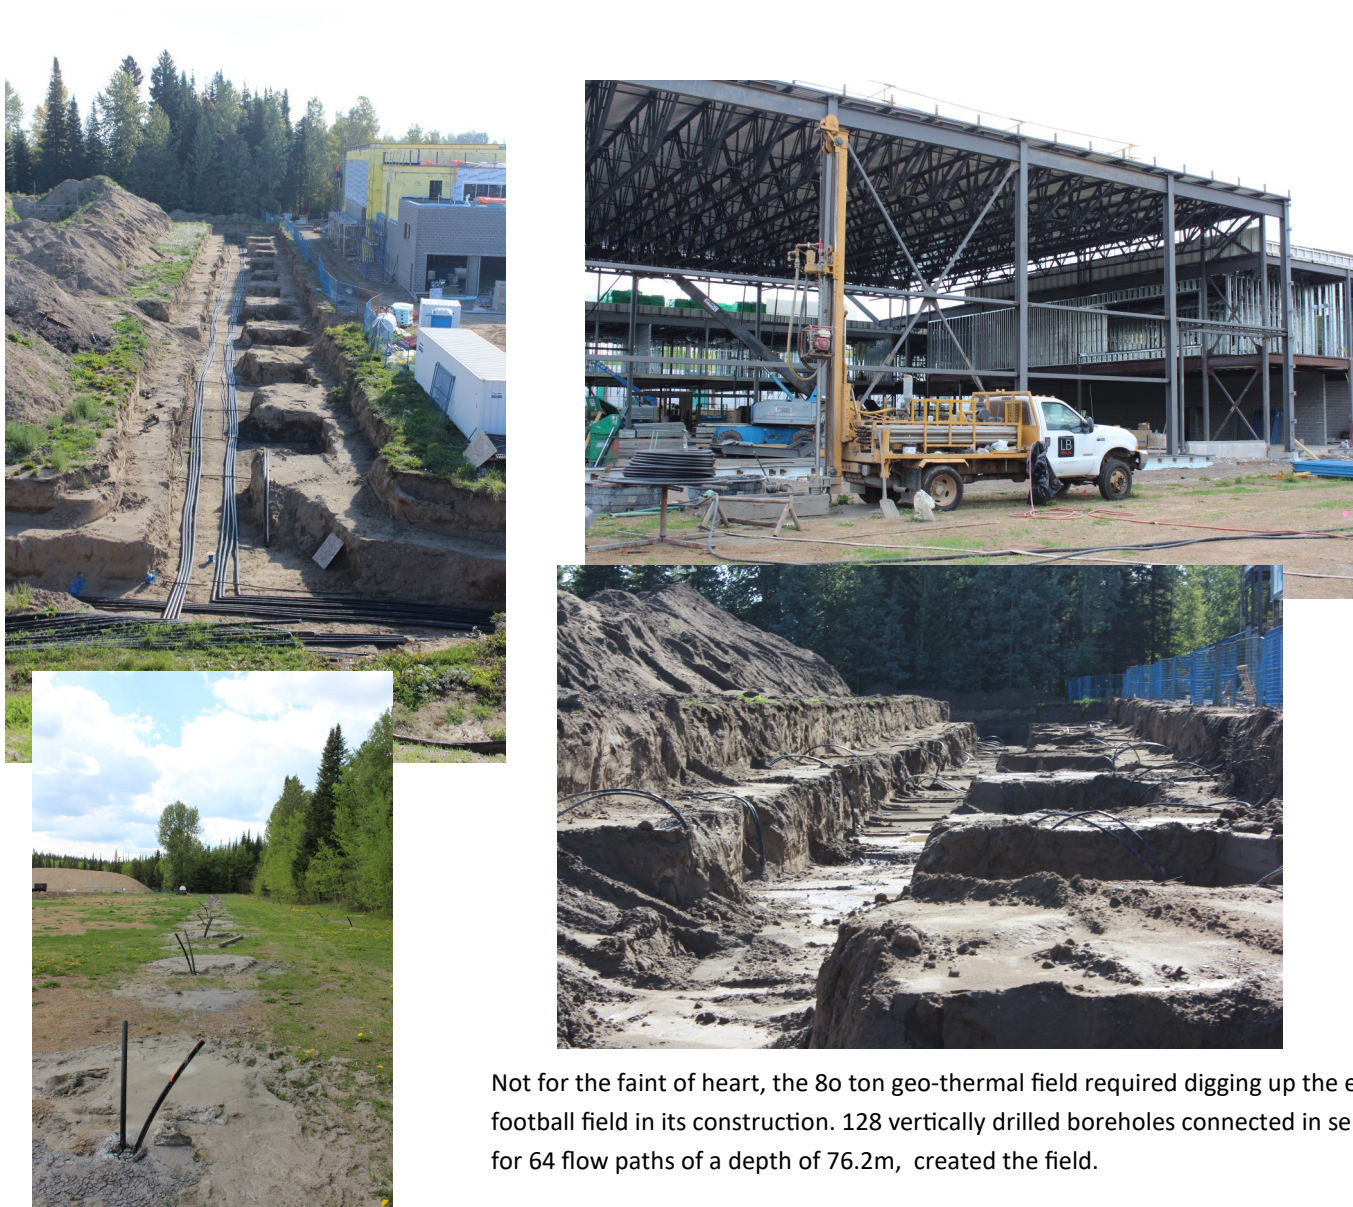 LB
Not for the faint of heart, the 8o ton geo-thermal field required digging up the e
football field in its construction. 128 vertically drilled boreholes connected in se
for 64 flow paths of a depth of 76.2m, created the field.